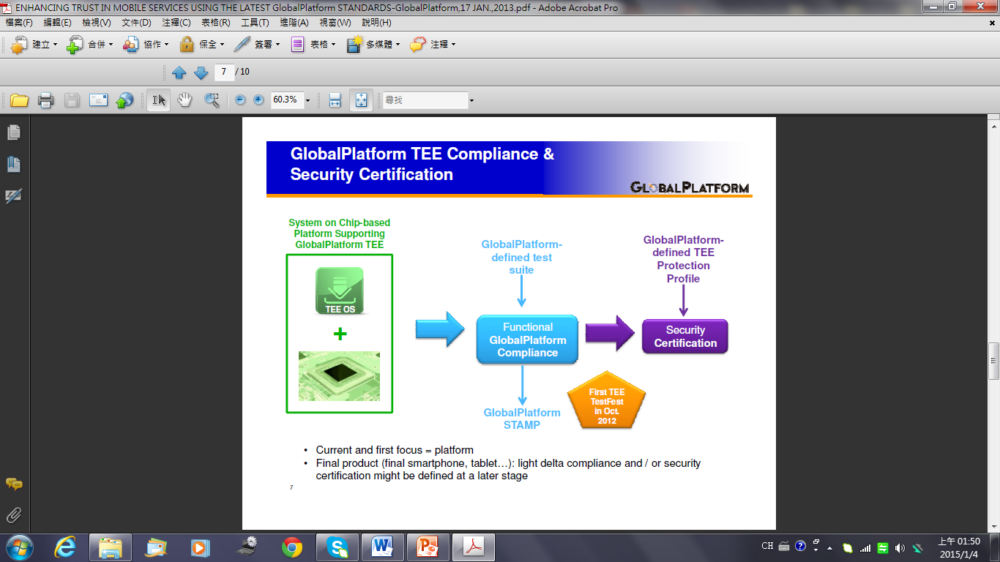 ENHANCING TRUST IN MOBILE SERVICES USING THE LATEST GlobalPlatform STANDARDS-GlobalPlatform,17 JAN.,2013.pdf - Adobe Acrobat Pro
檔案(F) 編輯(E) 檢視(V) 文件(D) 注釋(C) 表格(R) 工具(T) 進階(A) 視窗(W) 說明(H)
建立 合併 協作 保全 簽署 表格 多媒體 注釋
7 / 10
60.3% 尋找
GlobalPlatform TEE Compliance &
Security Certification
GLOBALPLATFORM
System on Chip-based
Platform Supporting
GlobalPlatform TEE
TEE OS
+
GlobalPlatform-
defined test
suite
Functional
GlobalPlatform
Compliance
GlobalPlatform
STAMP
GlobalPlatform-
defined TEE
Protection
Profile
Security
Certification
First TEE
TestFest
in Oct.
2012
• Current and first focus = platform
• Final product (final smartphone, tablet…): light delta compliance and / or security
certification might be defined at a later stage
7
CH
上午 01:50
2015/1/4